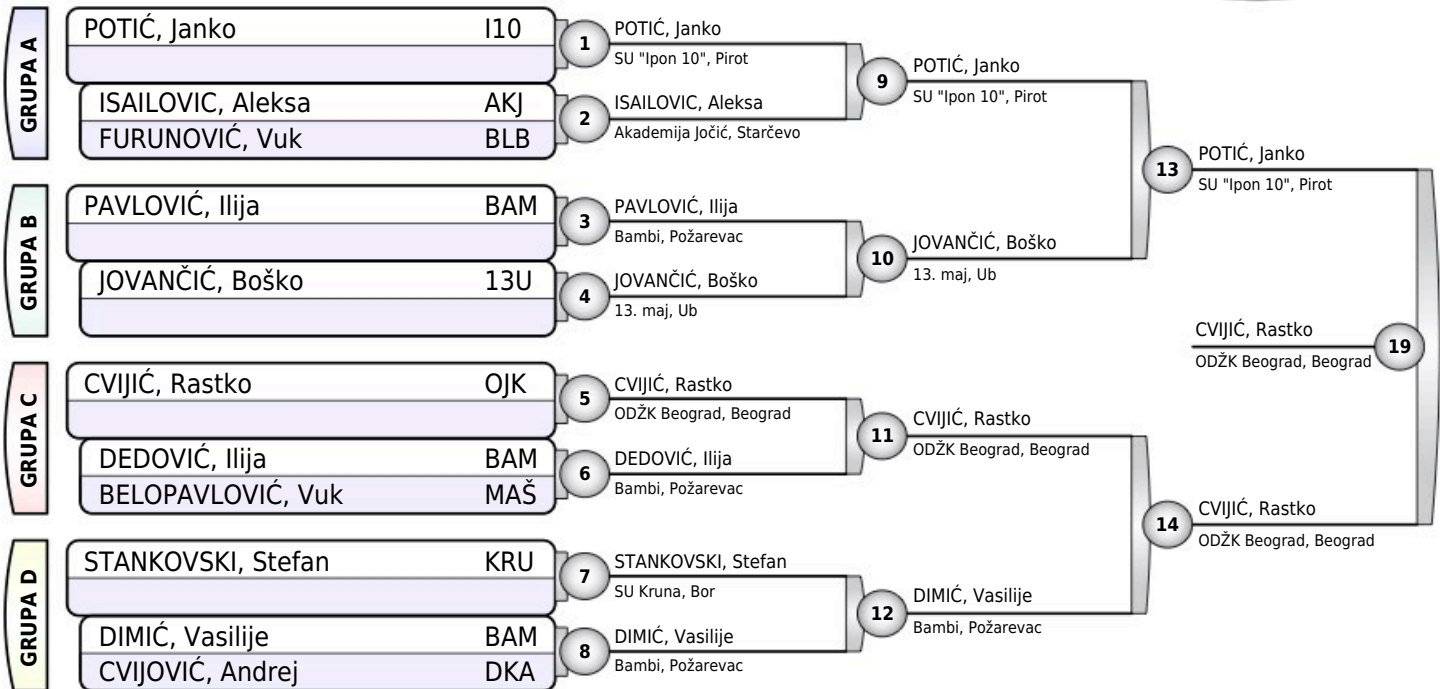 GRUPA A
POTIĆ, Janko I10
ISAILOVIC, Aleksa AKJ
FURUNOVIĆ, Vuk BLB
GRUPA B
PAVLOVIĆ, Ilija BAM
JOVANČIĆ, Boško 13U
GRUPA C
CVIJIĆ, Rastko OJK
DEDOVIĆ, Ilija BAM
BELOPAVLOVIĆ, Vuk MAŠ
GRUPA D
STANKOVSKI, Stefan KRU
DIMIĆ, Vasilije BAM
CVIJOVIĆ, Andrej DKA
1 POTIĆ, Janko
SU "Ipon 10", Pirot
2 ISAILOVIC, Aleksa
Akademija Jočić, Starčevo
3 PAVLOVIĆ, Ilija
Bambi, Požarevac
4 JOVANČIĆ, Boško
13. maj, Ub
5 CVIJIĆ, Rastko
ODŽK Beograd, Beograd
6 DEDOVIĆ, Ilija
Bambi, Požarevac
7 STANKOVSKI, Stefan
SU Kruna, Bor
8 DIMIĆ, Vasilije
Bambi, Požarevac
9 POTIĆ, Janko
SU "Ipon 10", Pirot
10 JOVANČIĆ, Boško
13. maj, Ub
11 CVIJIĆ, Rastko
ODŽK Beograd, Beograd
12 DIMIĆ, Vasilije
Bambi, Požarevac
13 POTIĆ, Janko
SU "Ipon 10", Pirot
14 CVIJIĆ, Rastko
ODŽK Beograd, Beograd
CVIJIĆ, Rastko
ODŽK Beograd, Beograd
19